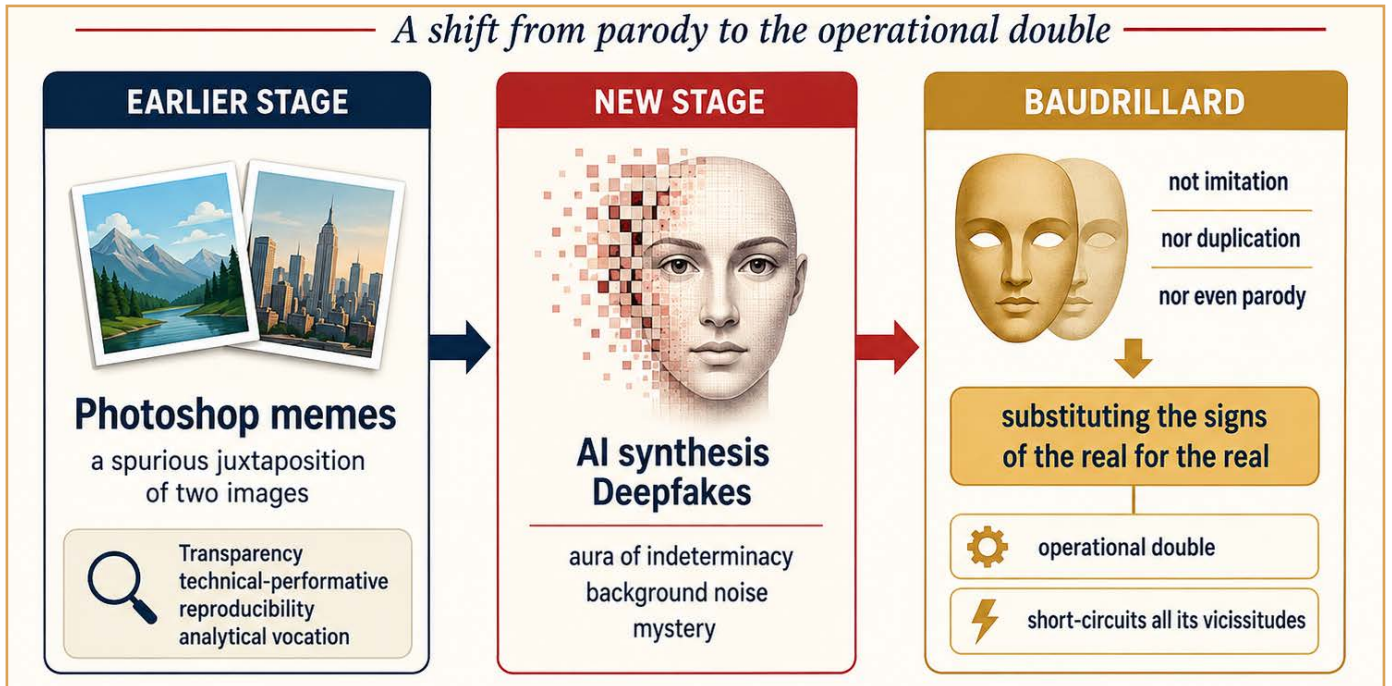 A shift from parody to the operational double
EARLIER STAGE
Photoshop memes
a spurious juxtaposition
of two images
Transparency
technical-performative
reproducibility
analytical vocation
NEW STAGE
AI synthesis
Deepfakes
aura of indeterminacy
background noise
mystery
BAUDRILLARD
not imitation
nor duplication
nor even parody
substituting the signs
of the real for the real
operational double
short-circuits all its vicissitudes